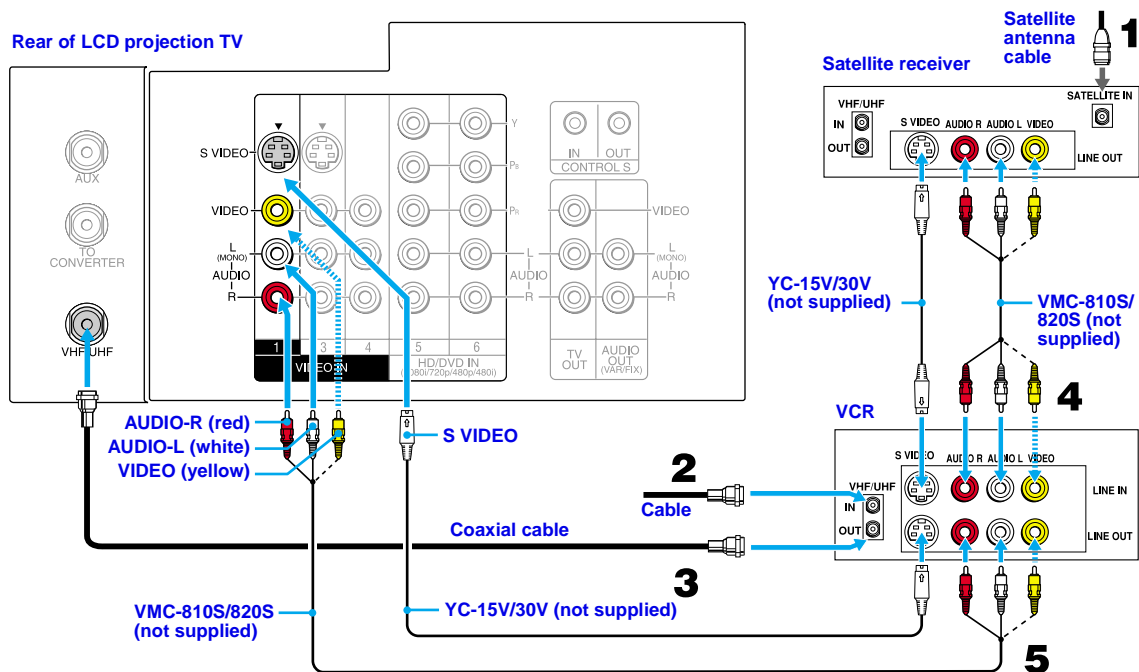 Rear of LCD projection TV
AUX
TO
CONVERTER
VHF/UHF
S VIDEO
VIDEO
L
(MONO)
AUDIO
R
1
3
4
VIDEO IN
5
6
HD/DVD IN
(1080i/720p/480p/480i)
Y
PB
PR
L
AUDIO
R
IN
OUT
CONTROL S
VIDEO
L
(MONO)
AUDIO
R
TV
OUT
AUDIO
OUT
(VAR/FIX)
Satellite
antenna
cable
1
Satellite receiver
SATELLITE IN
VHF/UHF
IN
OUT
S VIDEO
AUDIO R
AUDIO L
VIDEO
LINE OUT
YC-15V/30V
(not supplied)
VMC-810S/
820S (not
supplied)
4
VCR
S VIDEO
AUDIO R
AUDIO L
VIDEO
VHF/UHF
IN
OUT
LINE IN
LINE OUT
AUDIO-R (red)
AUDIO-L (white)
VIDEO (yellow)
S VIDEO
2
Cable
Coaxial cable
3
VMC-810S/820S
(not supplied)
YC-15V/30V (not supplied)
5